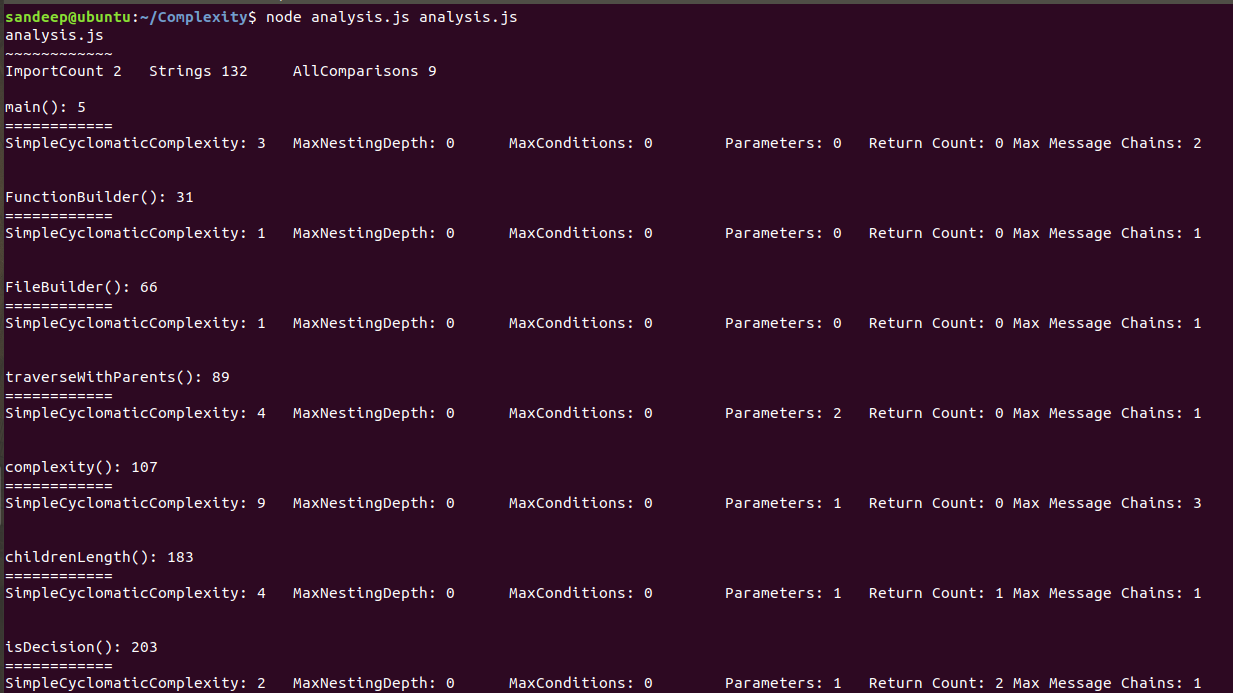 sandeep@ubuntu:~/Complexity$ node analysis.js analysis.js
analysis.js
~~~~~~~~~~~~
ImportCount 2   Strings 132     AllComparisons 9
main(): 5
============
SimpleCyclomaticComplexity: 3   MaxNestingDepth: 0      MaxConditions: 0        Parameters: 0   Return Count: 0 Max Message Chains: 2
FunctionBuilder(): 31
============
SimpleCyclomaticComplexity: 1   MaxNestingDepth: 0      MaxConditions: 0        Parameters: 0   Return Count: 0 Max Message Chains: 1
FileBuilder(): 66
============
SimpleCyclomaticComplexity: 1   MaxNestingDepth: 0      MaxConditions: 0        Parameters: 0   Return Count: 0 Max Message Chains: 1
traverseWithParents(): 89
============
SimpleCyclomaticComplexity: 4   MaxNestingDepth: 0      MaxConditions: 0        Parameters: 2   Return Count: 0 Max Message Chains: 1
complexity(): 107
============
SimpleCyclomaticComplexity: 9   MaxNestingDepth: 0      MaxConditions: 0        Parameters: 1   Return Count: 0 Max Message Chains: 3
childrenLength(): 183
============
SimpleCyclomaticComplexity: 4   MaxNestingDepth: 0      MaxConditions: 0        Parameters: 1   Return Count: 1 Max Message Chains: 1
isDecision(): 203
============
SimpleCyclomaticComplexity: 2   MaxNestingDepth: 0      MaxConditions: 0        Parameters: 1   Return Count: 2 Max Message Chains: 1